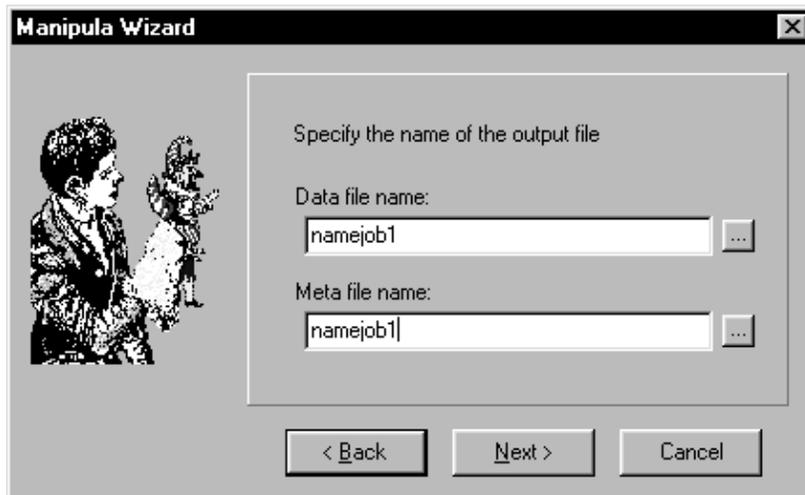 Manipula Wizard
Specify the name of the output file
Data file name:
namejob1
...
Meta file name:
namejob1
...
< Back
Next >
Cancel